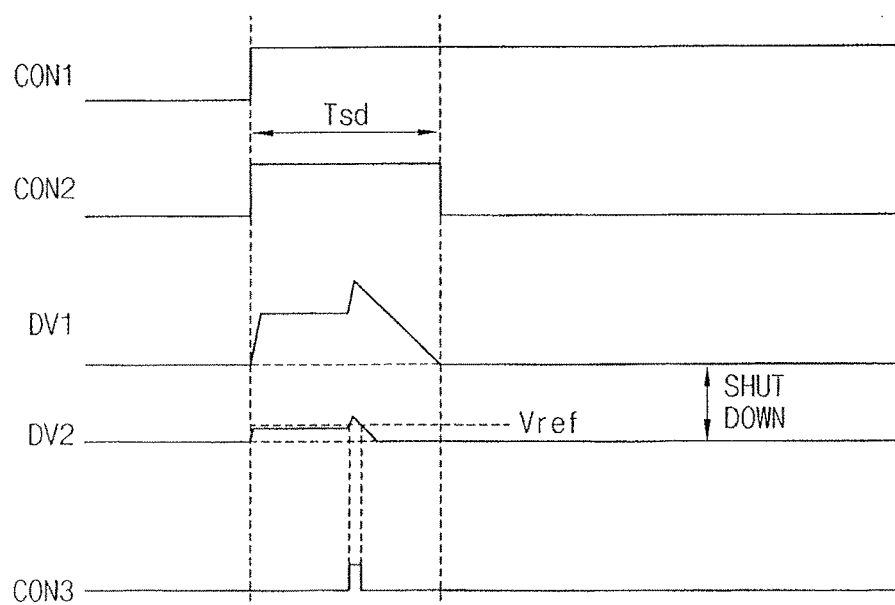 CON1
Tsd
CON2
DV1
SHUT
DOWN
Vref
DV2
CON3